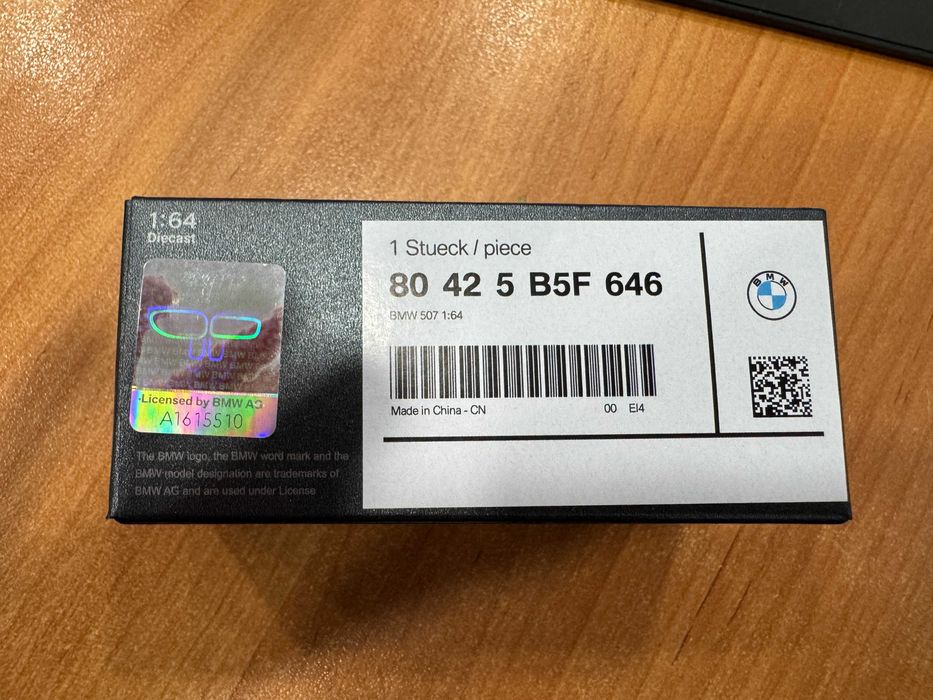 1:64
Diecast
Licensed by BMW AG
A1615510
The BMW logo, the BMW word mark and the
BMW model designation are trademarks of
BMW AG and are used under License
1 Stueck / piece
80 42 5 B5F 646
BMW 507 1:64
Made in China - CN
00 EI4
BMW